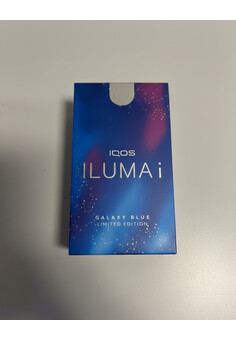 IQOS
ILUMA i
GALAXY BLUE
LIMITED EDITION